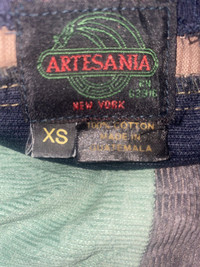 ARTESANIA
NEW YORK
XS
100% COTTON
MADE IN
GUATEMALA